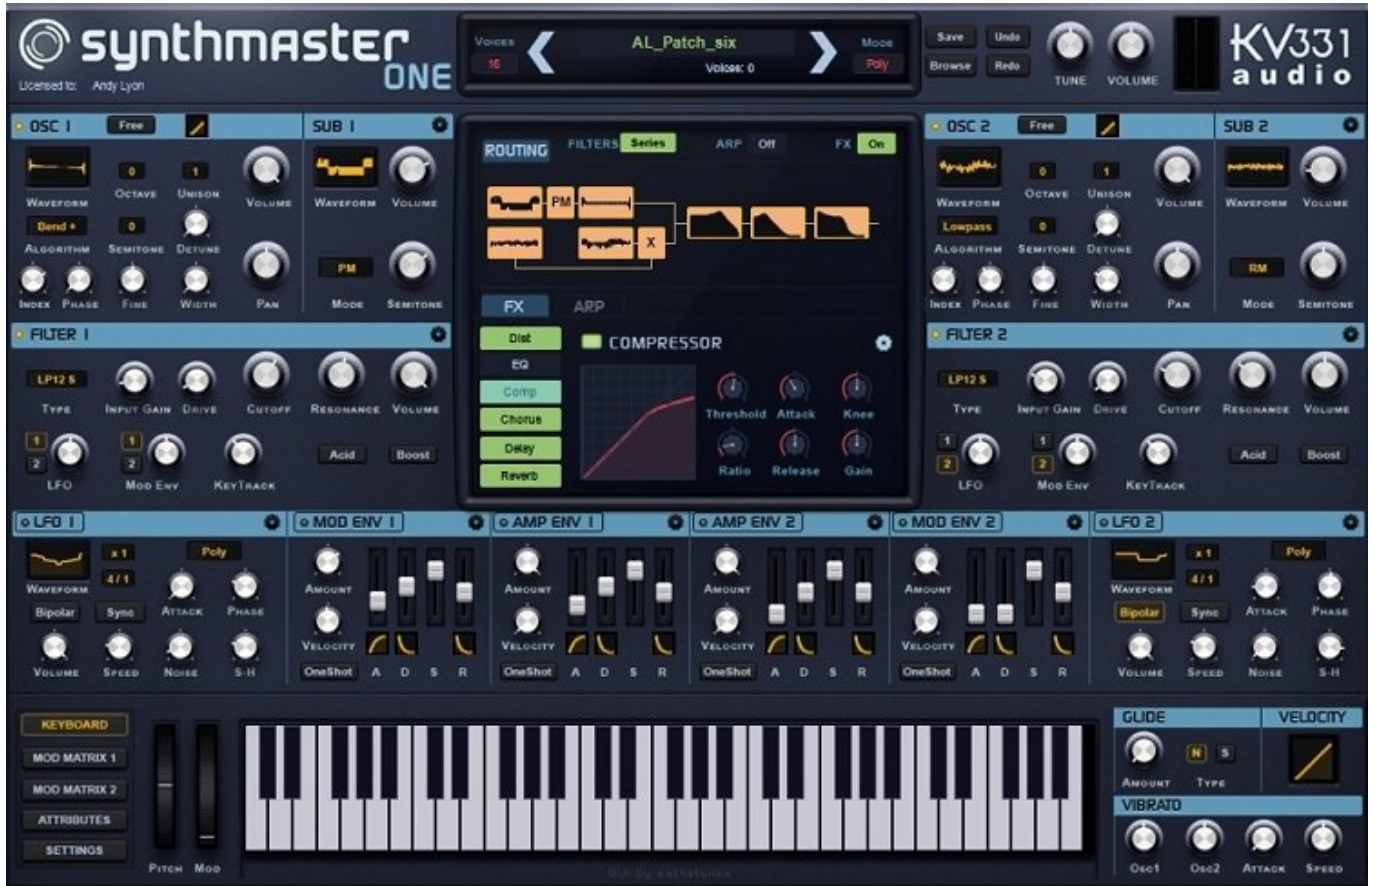 synthmaster
ONE
Licensed to: Andy Lyon
Voices
16
AL_Patch_six
Voices: 0
Mode
Poly
Save
Undo
Browse
Redo
TUNE
VOLUME
KV331
audio
OSC 1
Free
SUB 1
WAVEFORM
0
OCTAVE
1
UNISON
VOLUME
WAVEFORM
VOLUME
Bend +
ALGORITHM
0
SEMITONE
DETUNE
INDEX
PHASE
FINE
WIDTH
PAN
PM
MODE
SEMITONE
ROUTING
FILTERS
Series
ARP
Off
FX
On
PM
X
OSC 2
Free
SUB 2
WAVEFORM
0
OCTAVE
1
UNISON
VOLUME
WAVEFORM
VOLUME
Lowpass
ALGORITHM
0
SEMITONE
DETUNE
INDEX
PHASE
FINE
WIDTH
PAN
RM
MODE
SEMITONE
FILTER 1
LP12 S
TYPE
INPUT GAIN
DRIVE
CUTOFF
RESONANCE
VOLUME
1
2
LFO
1
2
MOD ENV
KEYTRACK
Acid
Boost
FX
ARP
Dist
EQ
Comp
Chorus
Delay
Reverb
COMPRESSOR
Threshold
Attack
Knee
Ratio
Release
Gain
FILTER 2
LP12 S
TYPE
INPUT GAIN
DRIVE
CUTOFF
RESONANCE
VOLUME
1
2
LFO
1
2
MOD ENV
KEYTRACK
Acid
Boost
LFO 1
WAVEFORM
x 1
4 / 1
Poly
Bipolar
Sync
ATTACK
PHASE
VOLUME
SPEED
NOISE
S-H
MOD ENV 1
AMOUNT
VELOCITY
OneShot
A D S R
AMP ENV 1
AMOUNT
VELOCITY
OneShot
A D S R
AMP ENV 2
AMOUNT
VELOCITY
OneShot
A D S R
MOD ENV 2
AMOUNT
VELOCITY
OneShot
A D S R
LFO 2
WAVEFORM
x 1
4 / 1
Poly
Bipolar
Sync
ATTACK
PHASE
VOLUME
SPEED
NOISE
S-H
KEYBOARD
MOD MATRIX 1
MOD MATRIX 2
ATTRIBUTES
SETTINGS
PITCH
MOD
GLIDE
VELOCITY
AMOUNT
N
S
TYPE
VIBRATO
OSC1
OSC2
ATTACK
SPEED